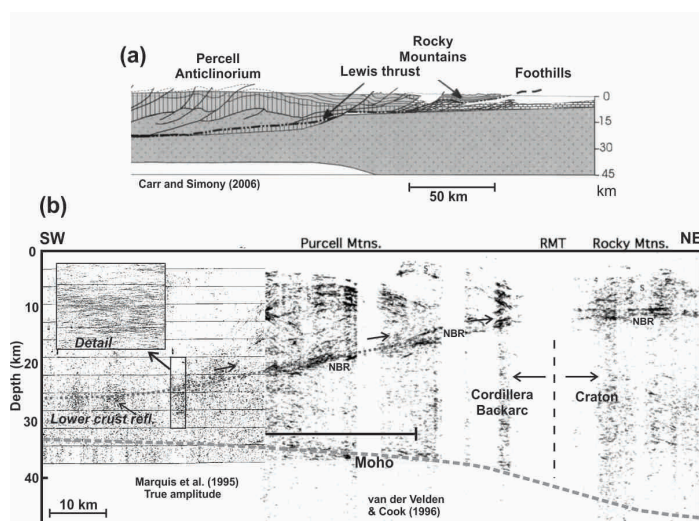 (a)
Percell
Anticlinorium
Rocky
Mountains
Lewis thrust
Foothills
0
15
30
45
km
Carr and Simony (2006)
50 km
(b)
SW
Purcell Mtns.
RMT
Rocky Mtns.
NE
0
10
20
30
40
Depth (km)
Detail
S
S
NBR
NBR
NBR
Lower crust refl.
Cordillera
Backarc
Craton
Moho
Marquis et al. (1995)
True amplitude
van der Velden
& Cook (1996)
10 km